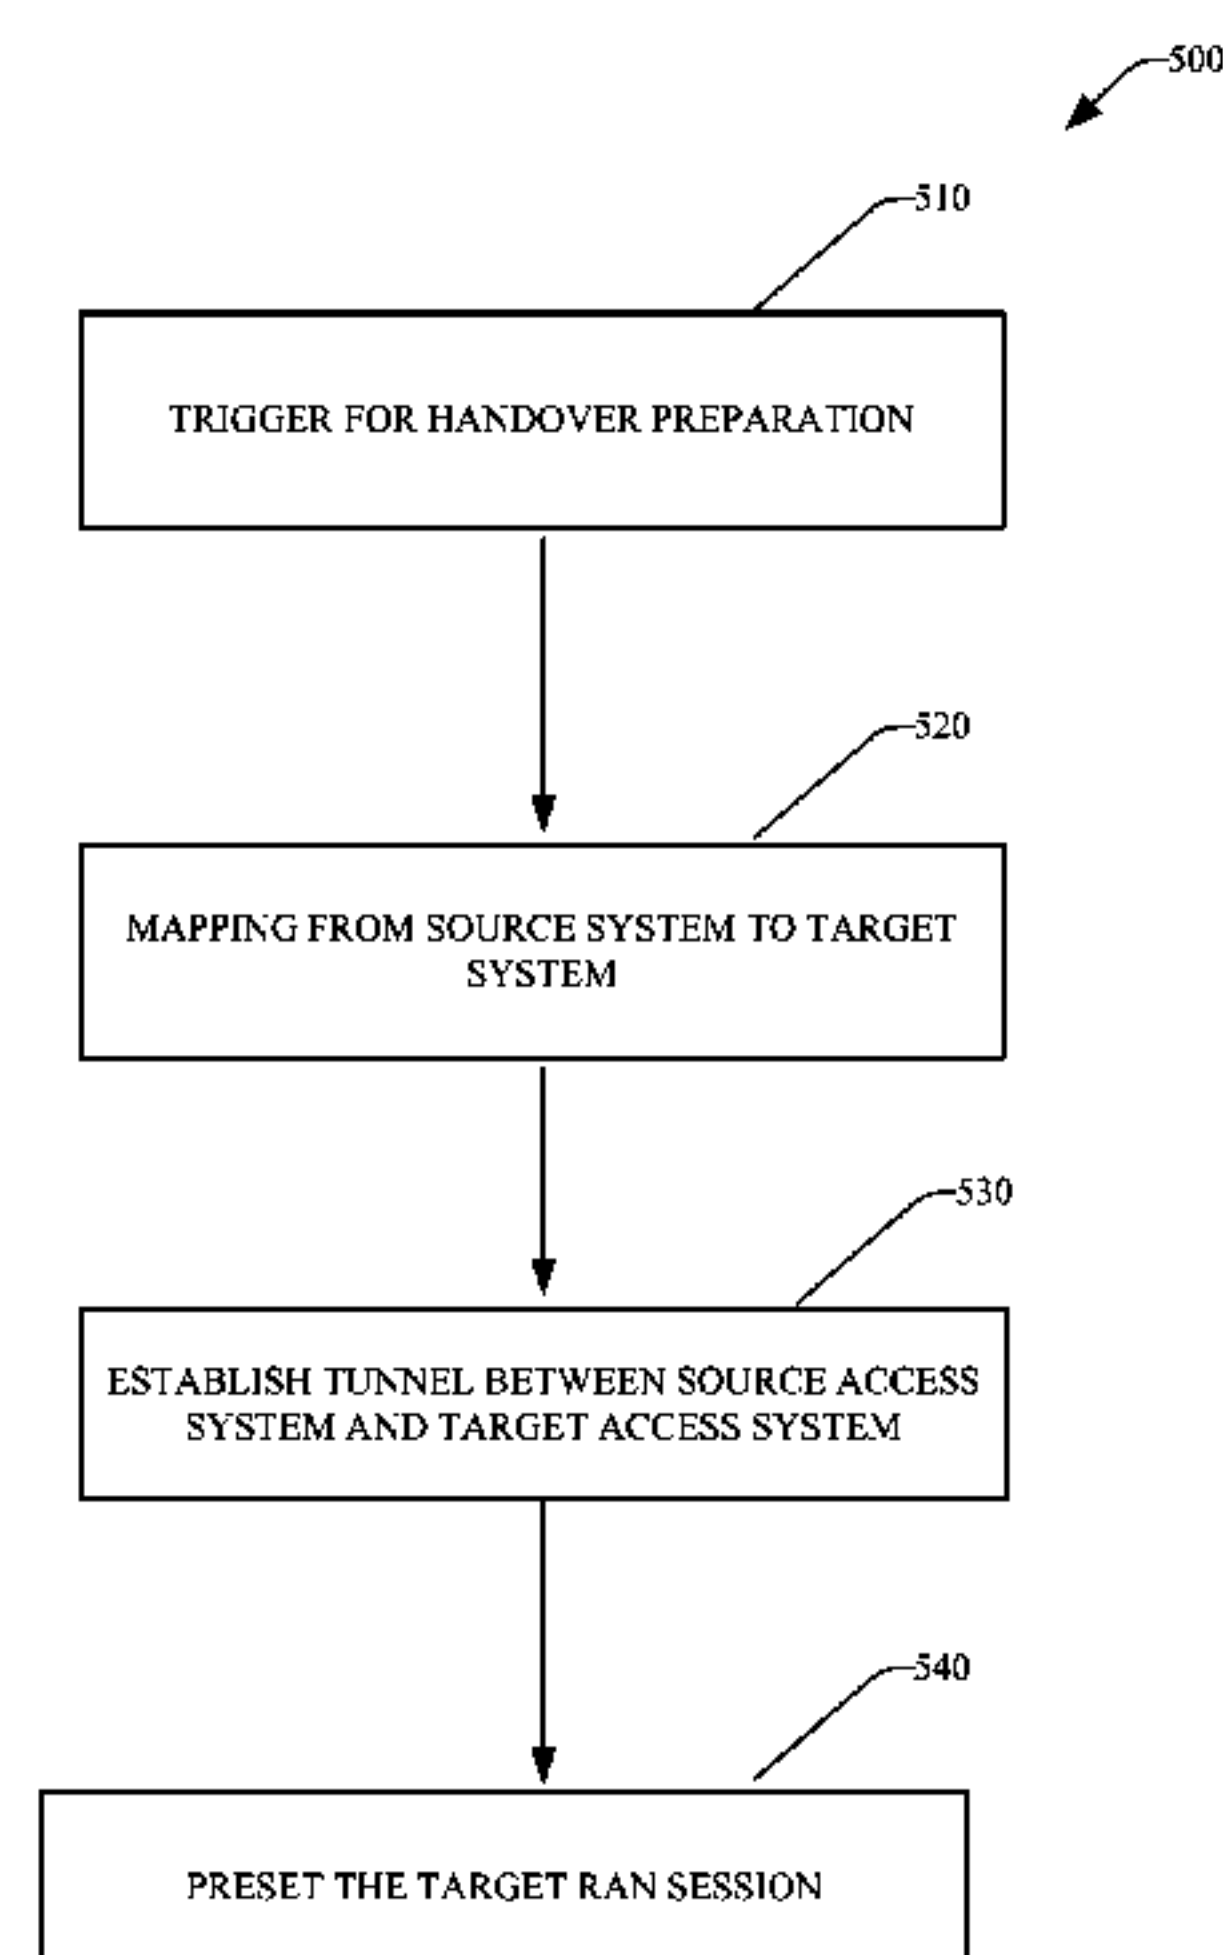 500
510
TRIGGER FOR HANDOVER PREPARATION
520
MAPPING FROM SOURCE SYSTEM TO TARGET
SYSTEM
530
ESTABLISH TUNNEL BETWEEN SOURCE ACCESS
SYSTEM AND TARGET ACCESS SYSTEM
540
PRESET THE TARGET RAN SESSION